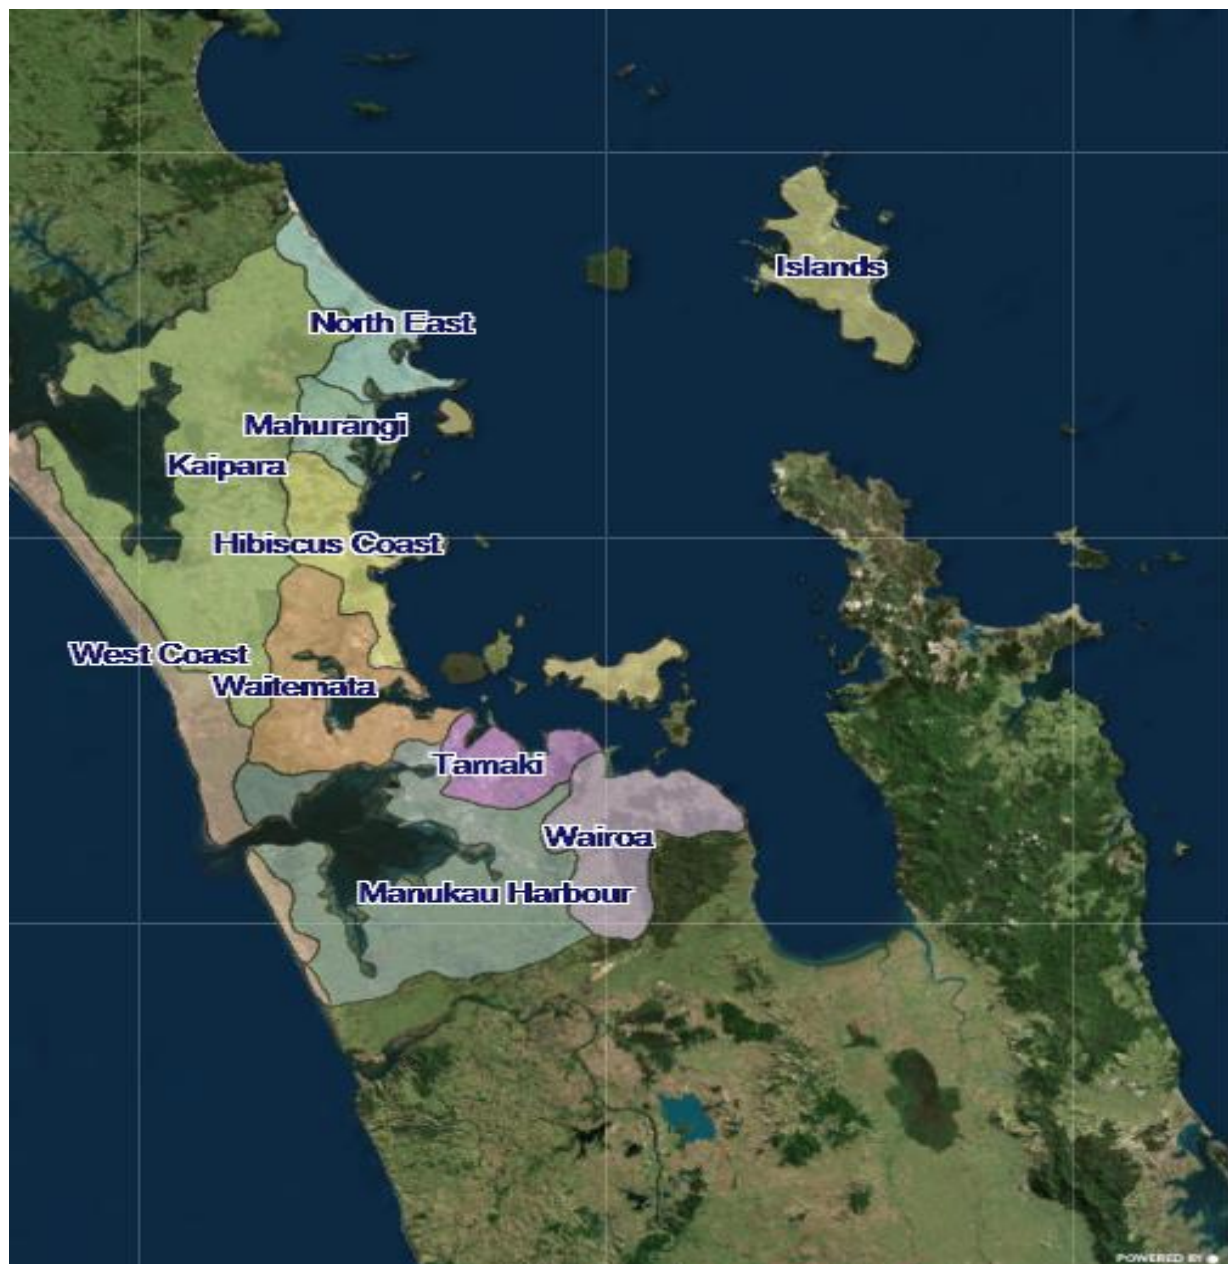 Islands
North East
Mahurangi
Kaipara
Hibiscus Coast
West Coast
Waitemata
Tamaki
Wairoa
Manukau Harbour
POWERED BY